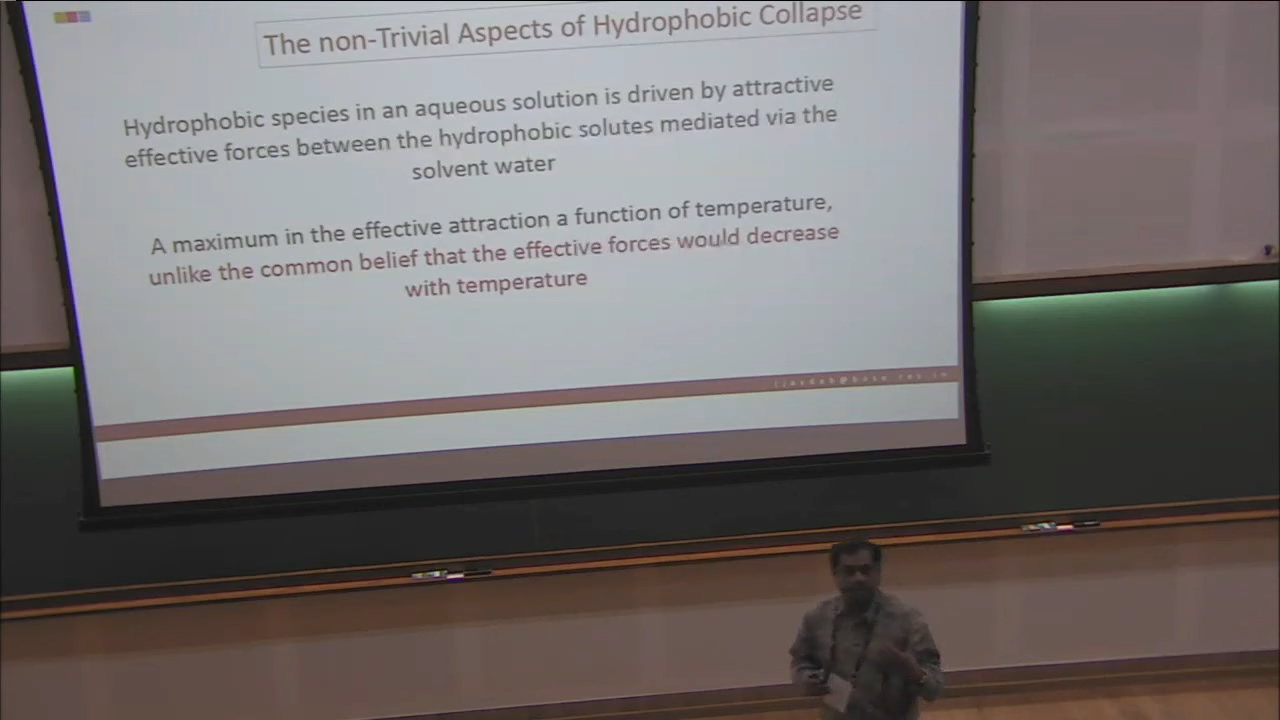 The non-Trivial Aspects of Hydrophobic Collapse
Hydrophobic species in an aqueous solution is driven by attractive
effective forces between the hydrophobic solutes mediated via the
solvent water
A maximum in the effective attraction a function of temperature,
unlike the common belief that the effective forces would decrease
with temperature